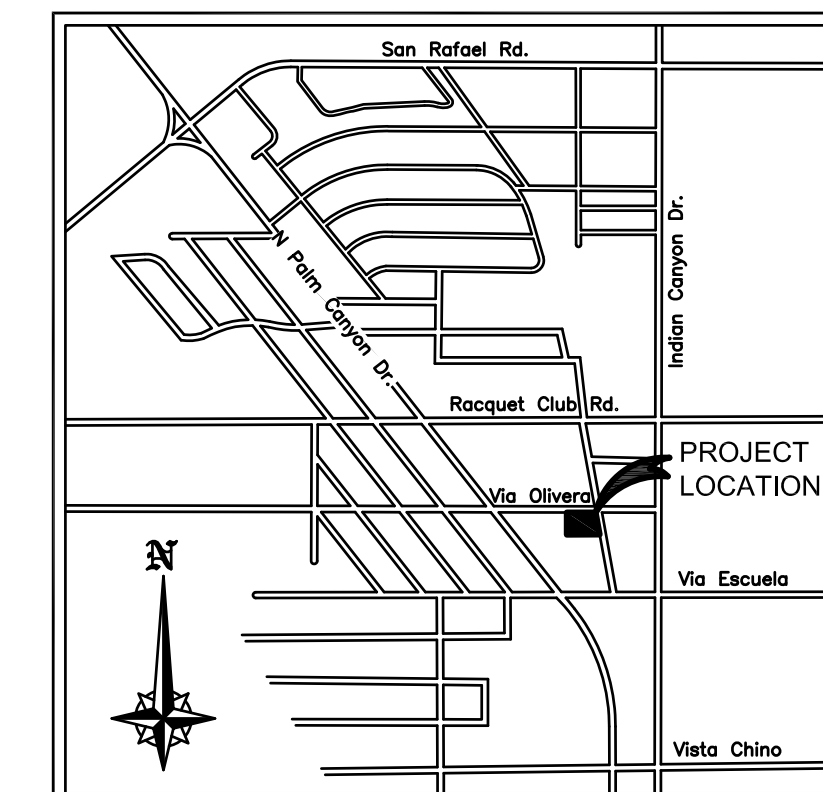 San Rafael Rd.
Indian Canyon Dr.
N Palm Canyon Dr.
Racquet Club Rd.
PROJECT
LOCATION
Via Olivera
N
Via Escuela
Vista Chino